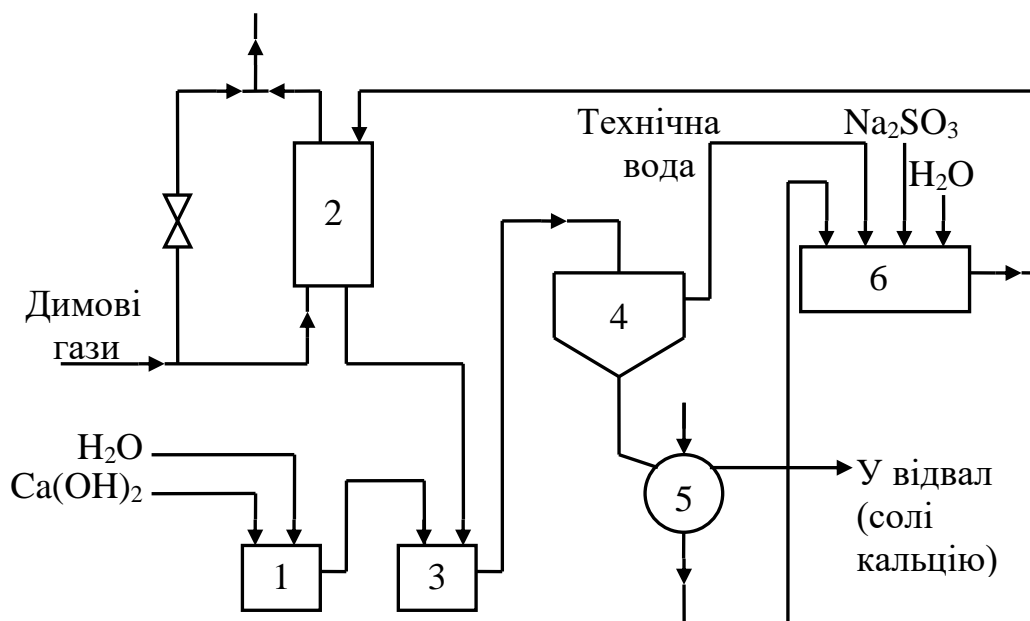 Технічна
вода
Na₂SO₃
H₂O
2
6
4
Димові
гази
H₂O
Ca(OH)₂
5
У відвал
(солі
кальцію)
1
3